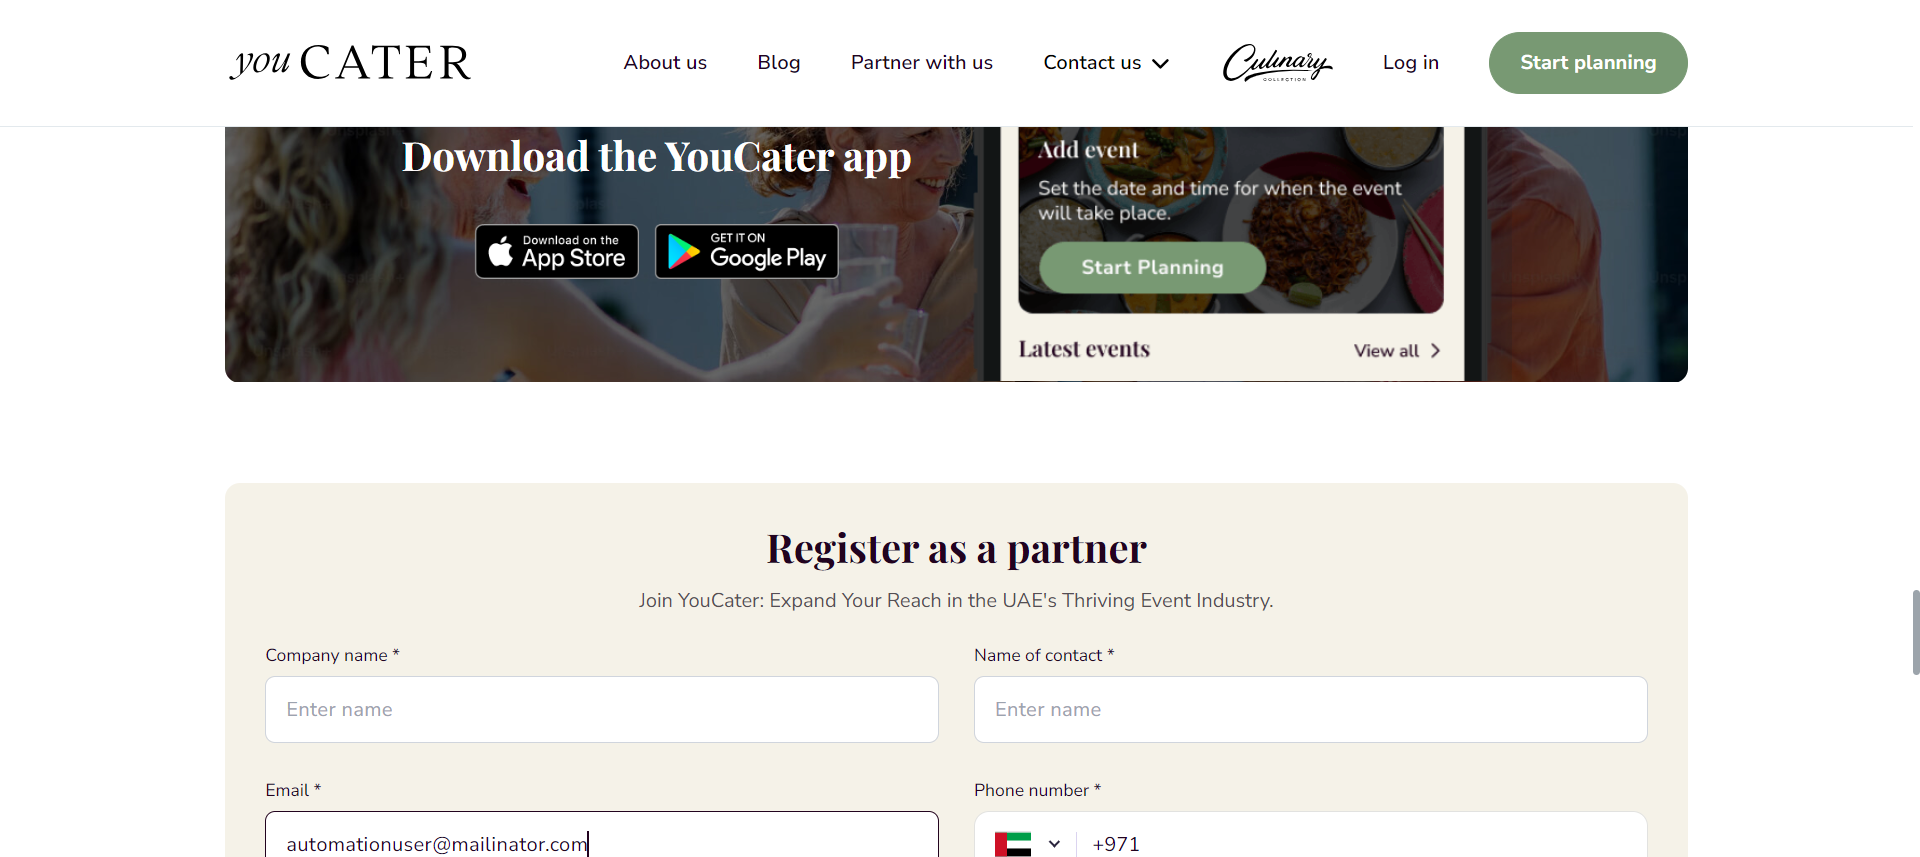 you CATER
About us
Blog
Partner with us
Contact us
Culinary
COLLECTION
Log in
Start planning
Download the YouCater app
Download on the
App Store
GET IT ON
Google Play
Add event
Set the date and time for when the event
will take place.
Start Planning
Latest events
View all
Register as a partner
Join YouCater: Expand Your Reach in the UAE's Thriving Event Industry.
Company name *
Name of contact *
Enter name
Enter name
Email *
Phone number *
automationuser@mailinator.com
+971